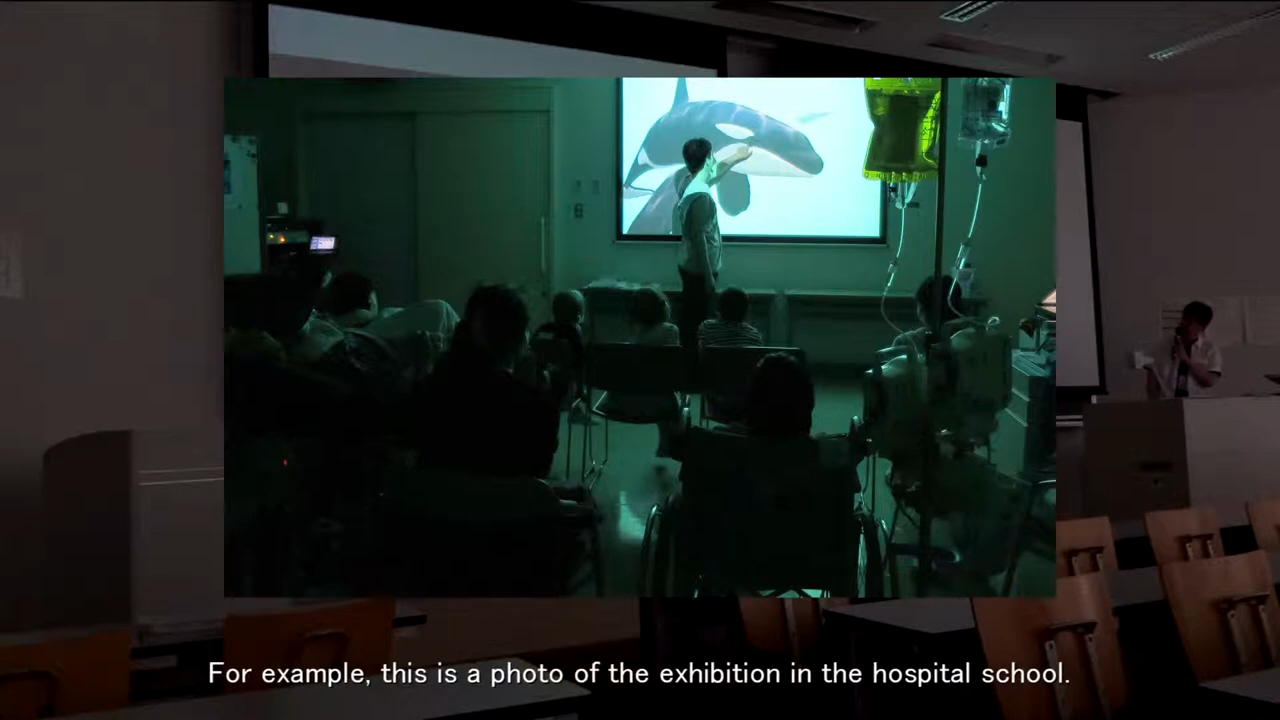 For example, this is a photo of the exhibition in the hospital school.